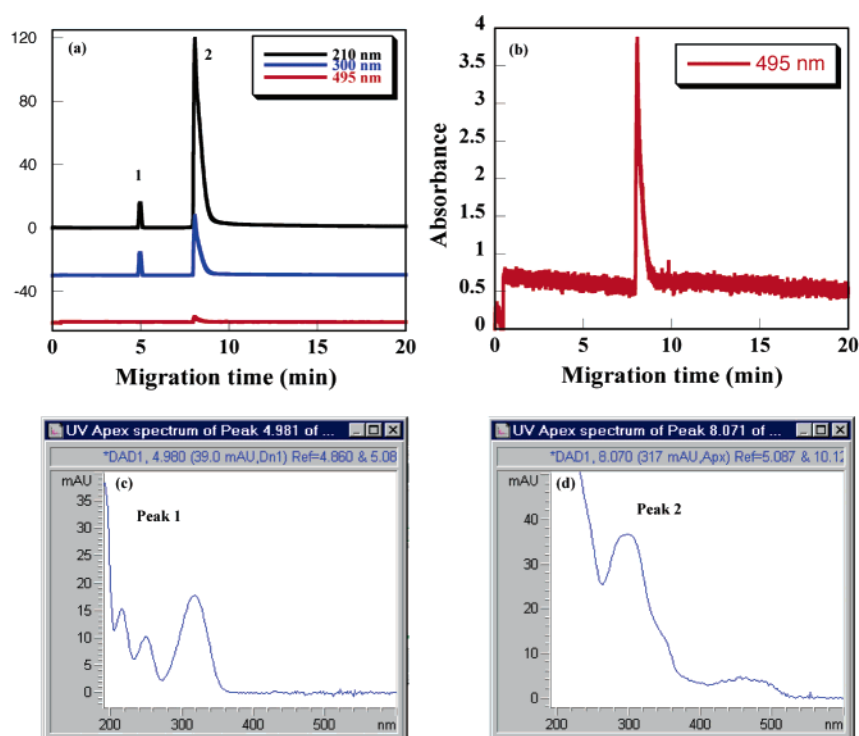 (a)
120
80
40
0
-40
1
2
210 nm
300 nm
495 nm
0 5 10 15 20
Migration time (min)
(b)
Absorbance
4
3.5
3
2.5
2
1.5
1
0.5
0
495 nm
0 5 10 15 20
Migration time (min)
UV Apex spectrum of Peak 4.981 of ...
*DAD1, 4.980 (39.0 mAU,Dn1) Ref=4.860 & 5.08
mAU
(c)
Peak 1
35
30
25
20
15
10
5
0
200 300 400 500 nm
UV Apex spectrum of Peak 8.071 of ...
*DAD1, 8.070 (317 mAU,Apx) Ref=5.087 & 10.12
mAU
(d)
Peak 2
40
30
20
10
0
200 300 400 500 nm